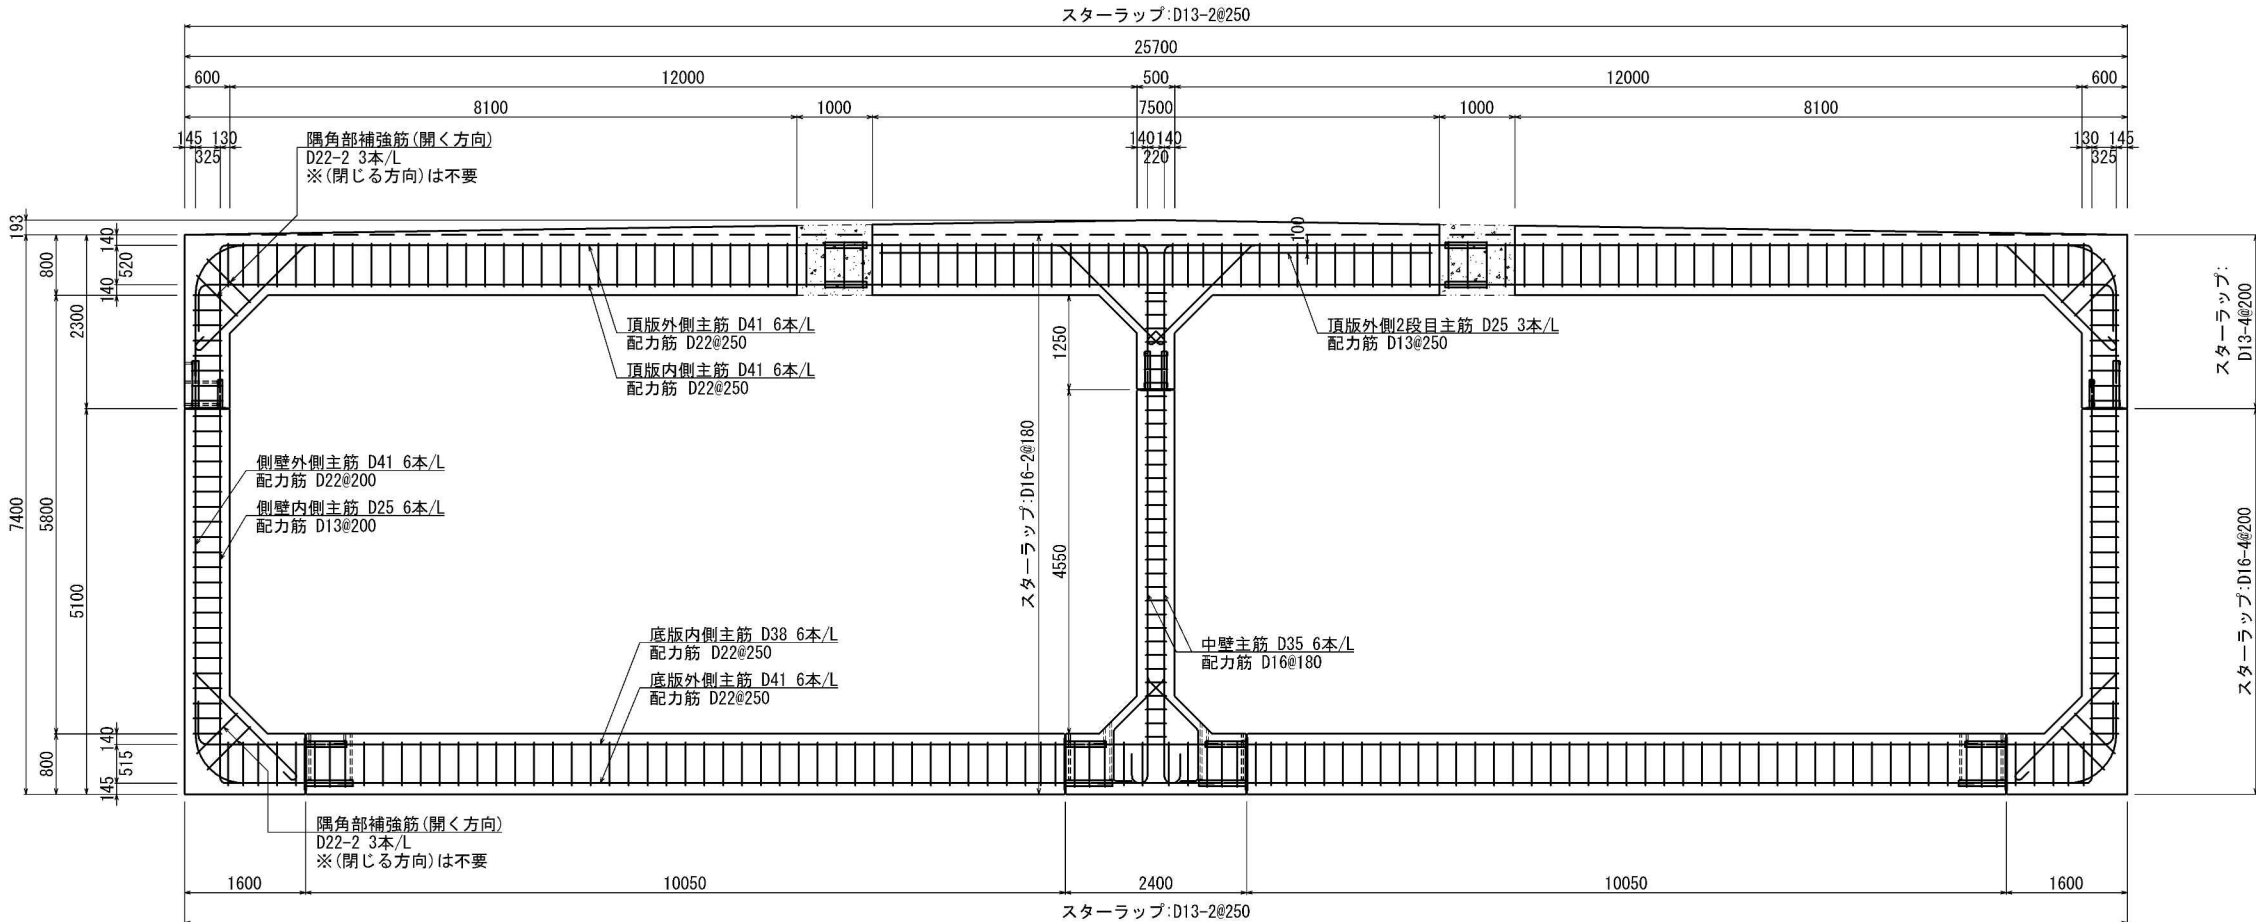 スターラップ:D13-2@250
25700
600
12000
500
12000
600
8100
1000
7500
1000
8100
145
130
325
140
140
220
130
145
325
隅角部補強筋(開く方向)
D22-2 3本/L
※(閉じる方向)は不要
193
800
140
520
140
2300
100
頂版外側主筋 D41 6本/L
配力筋 D22@250
頂版内側主筋 D41 6本/L
配力筋 D22@250
1250
頂版外側2段目主筋 D25 3本/L
配力筋 D13@250
スターラップ:
D13-4@200
側壁外側主筋 D41 6本/L
配力筋 D22@200
側壁内側主筋 D25 6本/L
配力筋 D13@200
7400
5800
5100
スターラップ:D16-2@180
4550
スターラップ:D16-4@200
底版内側主筋 D38 6本/L
配力筋 D22@250
底版外側主筋 D41 6本/L
配力筋 D22@250
中壁主筋 D35 6本/L
配力筋 D16@180
800
140
515
145
隅角部補強筋(開く方向)
D22-2 3本/L
※(閉じる方向)は不要
1600
10050
2400
10050
1600
スターラップ:D13-2@250